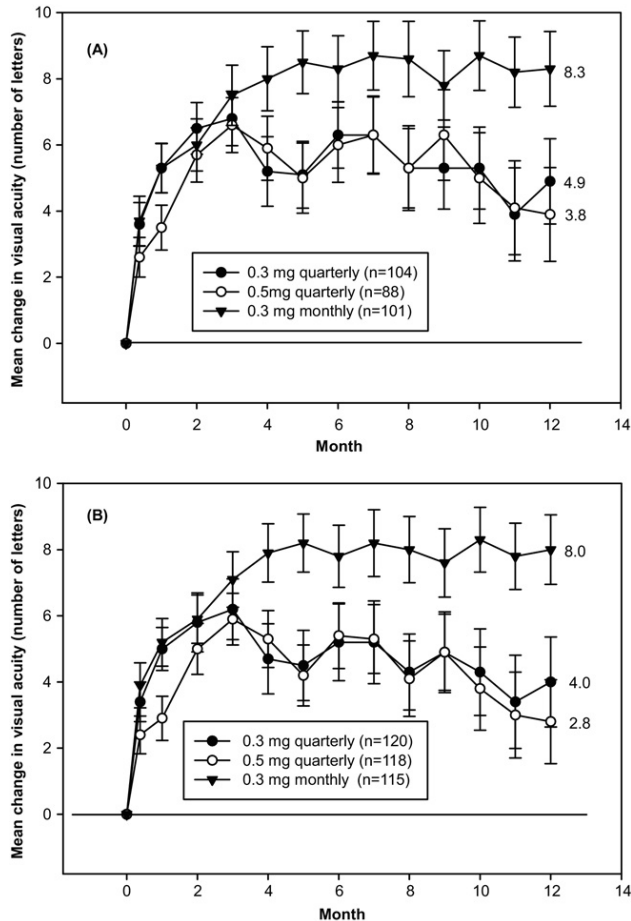 Mean change in visual acuity (number of letters)
10
(A)
8
6
4
2
0
8.3
4.9
3.8
0.3 mg quarterly (n=104)
0.5mg quarterly (n=88)
0.3 mg monthly (n=101)
0 2 4 6 8 10 12 14
Month
Mean change in visual acuity (number of letters)
10
(B)
8
6
4
2
0
8.0
4.0
2.8
0.3 mg quarterly (n=120)
0.5 mg quarterly (n=118)
0.3 mg monthly (n=115)
0 2 4 6 8 10 12 14
Month